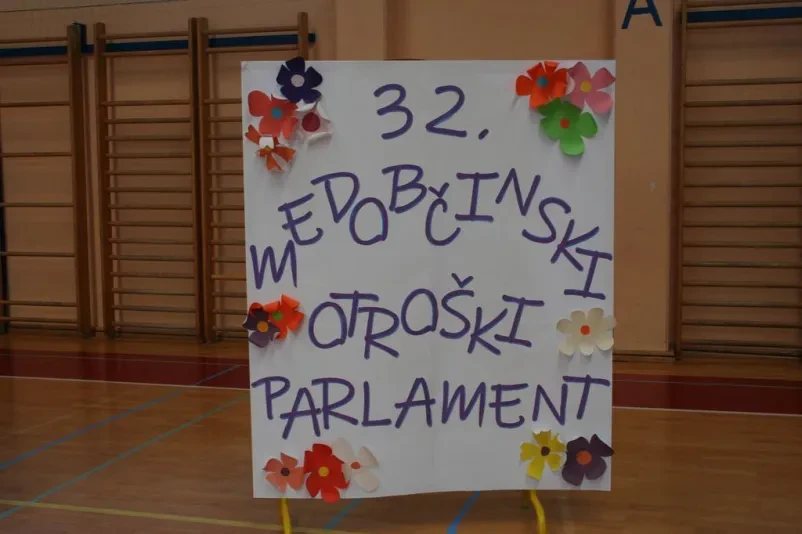 A
32.
MEDOBČINSKI
OTROŠKI
PARLAMENT